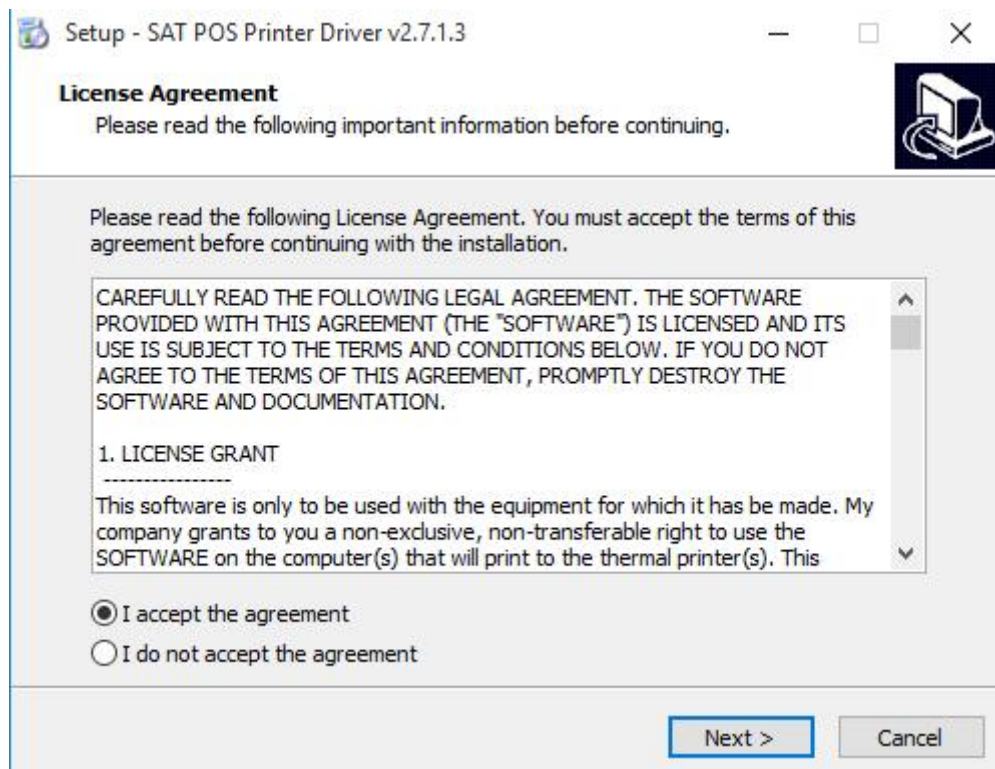 Setup - SAT POS Printer Driver v2.7.1.3
License Agreement
Please read the following important information before continuing.
Please read the following License Agreement. You must accept the terms of this
agreement before continuing with the installation.
CAREFULLY READ THE FOLLOWING LEGAL AGREEMENT. THE SOFTWARE
PROVIDED WITH THIS AGREEMENT (THE "SOFTWARE") IS LICENSED AND ITS
USE IS SUBJECT TO THE TERMS AND CONDITIONS BELOW. IF YOU DO NOT
AGREE TO THE TERMS OF THIS AGREEMENT, PROMPTLY DESTROY THE
SOFTWARE AND DOCUMENTATION.
1. LICENSE GRANT
----------------
This software is only to be used with the equipment for which it has be made. My
company grants to you a non-exclusive, non-transferable right to use the
SOFTWARE on the computer(s) that will print to the thermal printer(s). This
I accept the agreement
I do not accept the agreement
Next >
Cancel